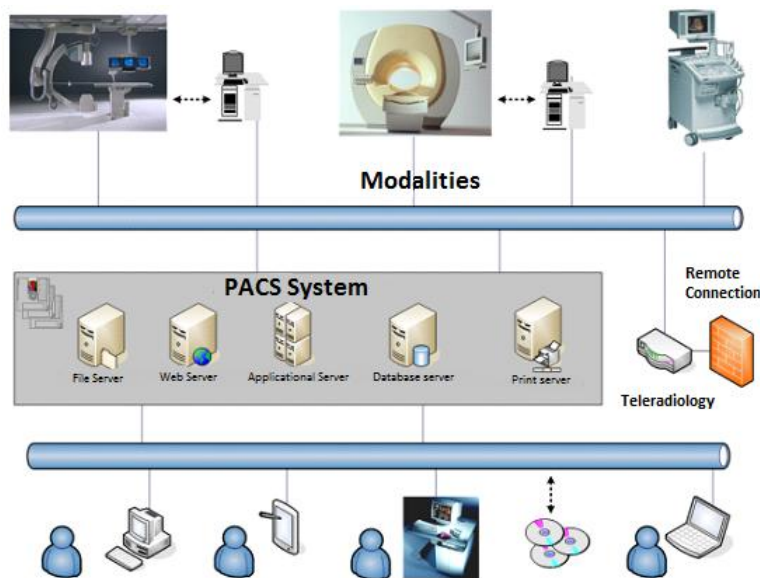 Modalities
PACS System
Remote
Connection
File Server
Web Server
Applicational Server
Database server
Print server
Teleradiology